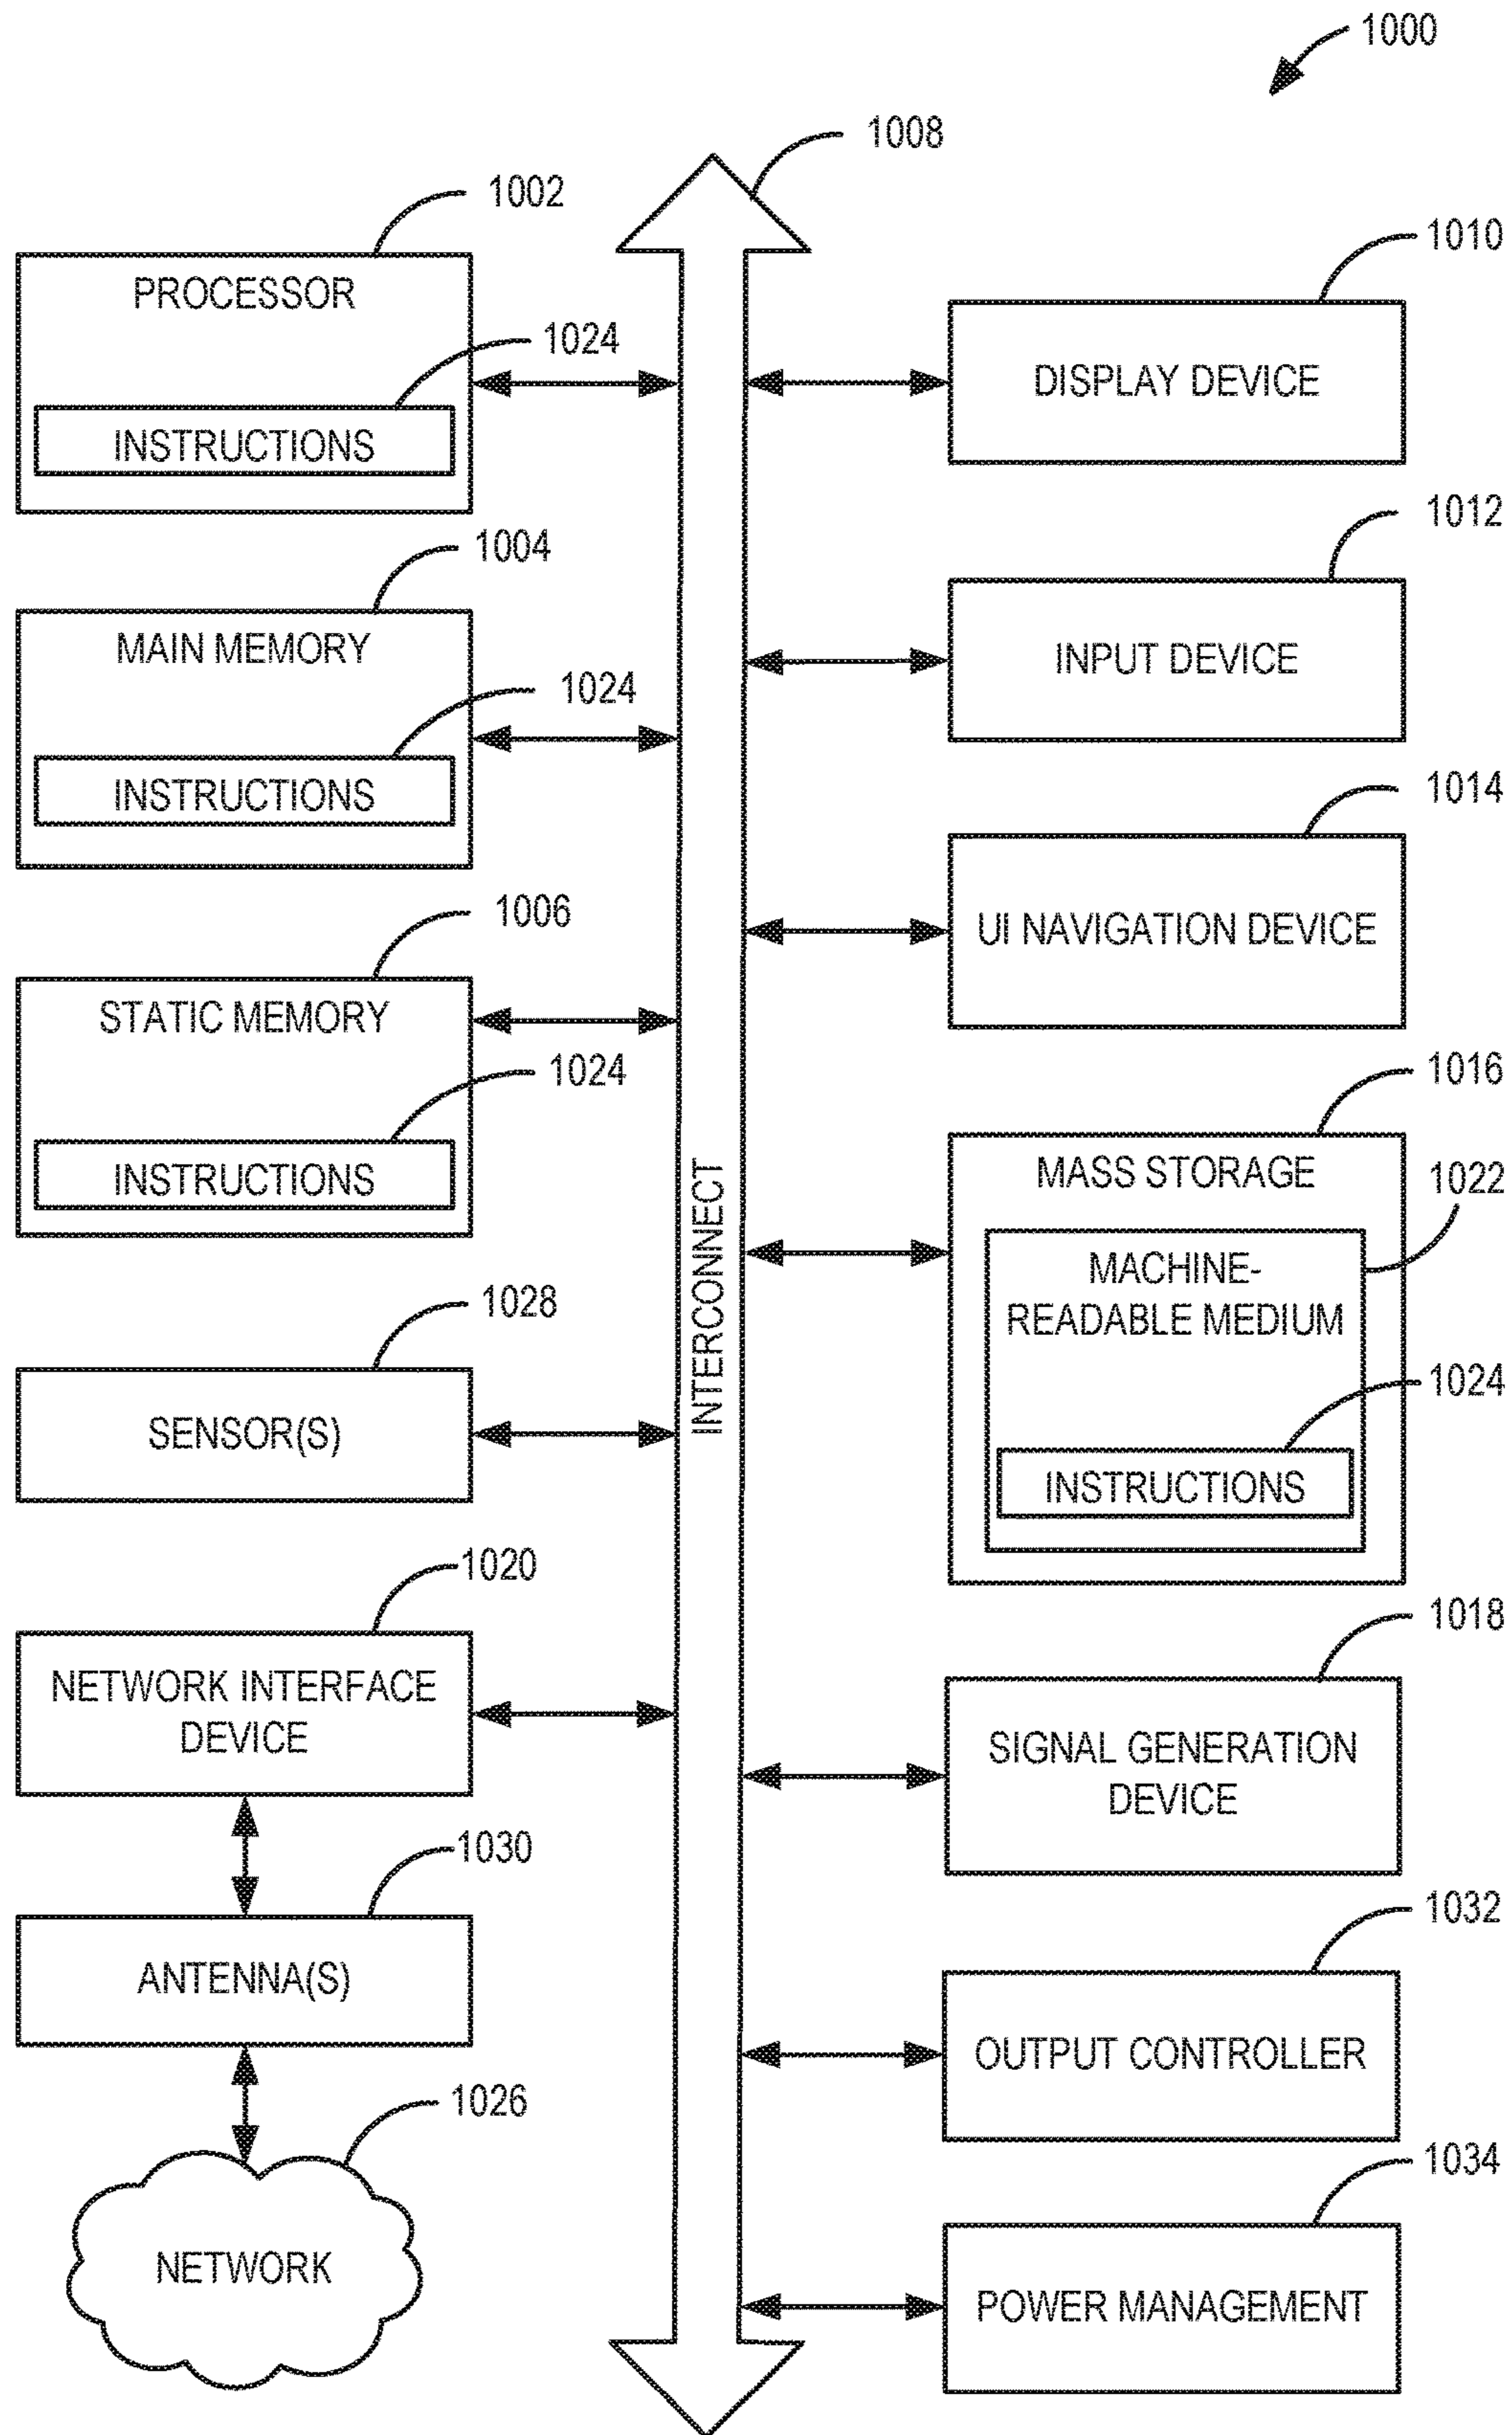 1000
1008
1002
PROCESSOR
1024
INSTRUCTIONS
1004
MAIN MEMORY
1024
INSTRUCTIONS
1006
STATIC MEMORY
1024
INSTRUCTIONS
1028
SENSOR(S)
1020
NETWORK INTERFACE
DEVICE
1030
ANTENNA(S)
1026
NETWORK
INTERCONNECT
1010
DISPLAY DEVICE
1012
INPUT DEVICE
1014
UI NAVIGATION DEVICE
1016
MASS STORAGE
1022
MACHINE-
READABLE MEDIUM
1024
INSTRUCTIONS
1018
SIGNAL GENERATION
DEVICE
1032
OUTPUT CONTROLLER
1034
POWER MANAGEMENT